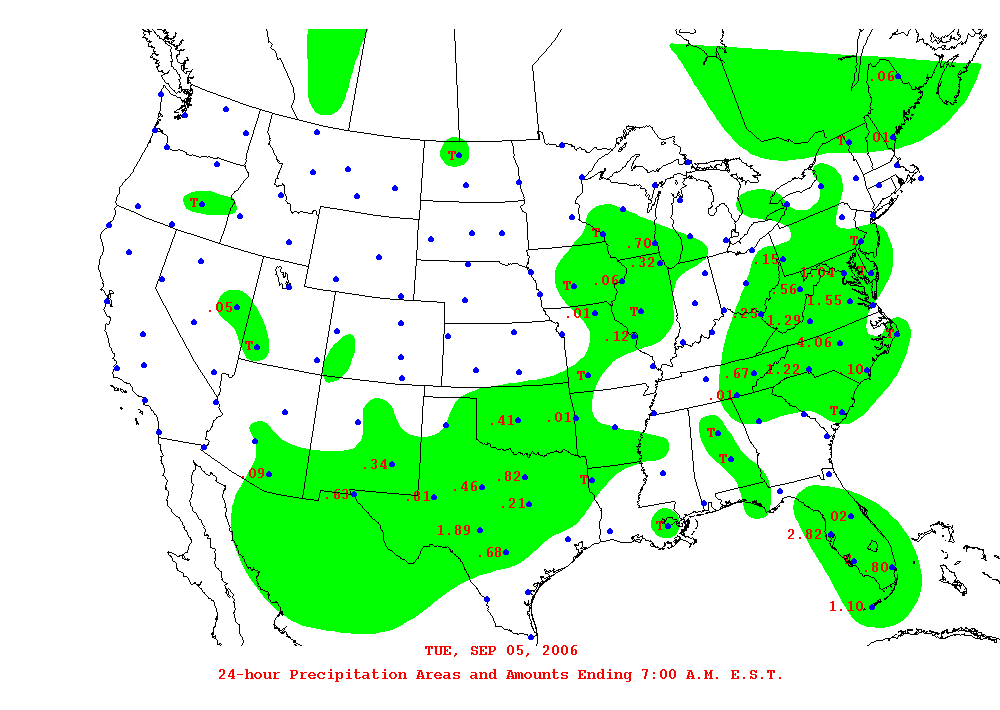 .06
.01
T
T
T
T
T
.70
.15
.32
1.04
T
T
.06
.56
1.55
.05
.01
T
.25
1.29
.12
T
T
4.06
T
.67
1.22
.10
.01
T
.41
.01
T
.34
T
.09
.82
T
.46
.63
.81
.21
.02
T
1.89
2.82
.68
.80
1.10
TUE, SEP 05, 2006
24-hour Precipitation Areas and Amounts Ending 7:00 A.M. E.S.T.